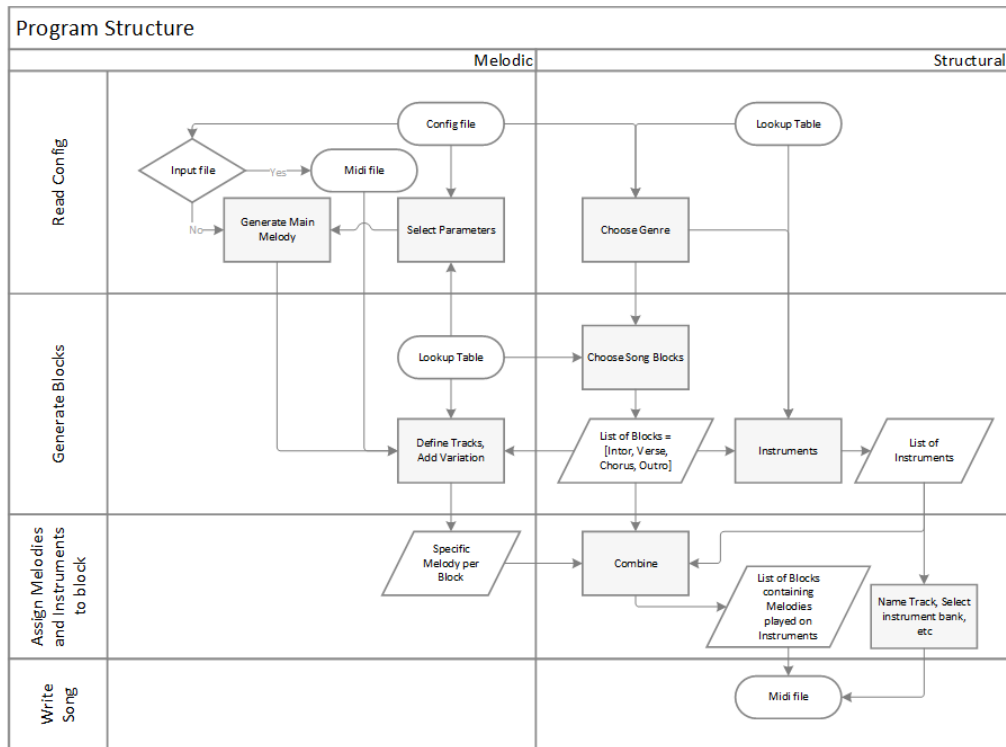 Program Structure
Melodic
Structural
Read Config
Config file
Lookup Table
Input file
Yes
Midi file
No
Generate Main
Melody
Select Parameters
Choose Genre
Generate Blocks
Lookup Table
Choose Song Blocks
Define Tracks,
Add Variation
List of Blocks =
[Intor, Verse,
Chorus, Outro]
Instruments
List of
Instruments
Assign Melodies
and Instruments
to block
Specific
Melody per
Block
Combine
List of Blocks
containing
Melodies
played on
Instruments
Name Track, Select
instrument bank,
etc
Write
Song
Midi file